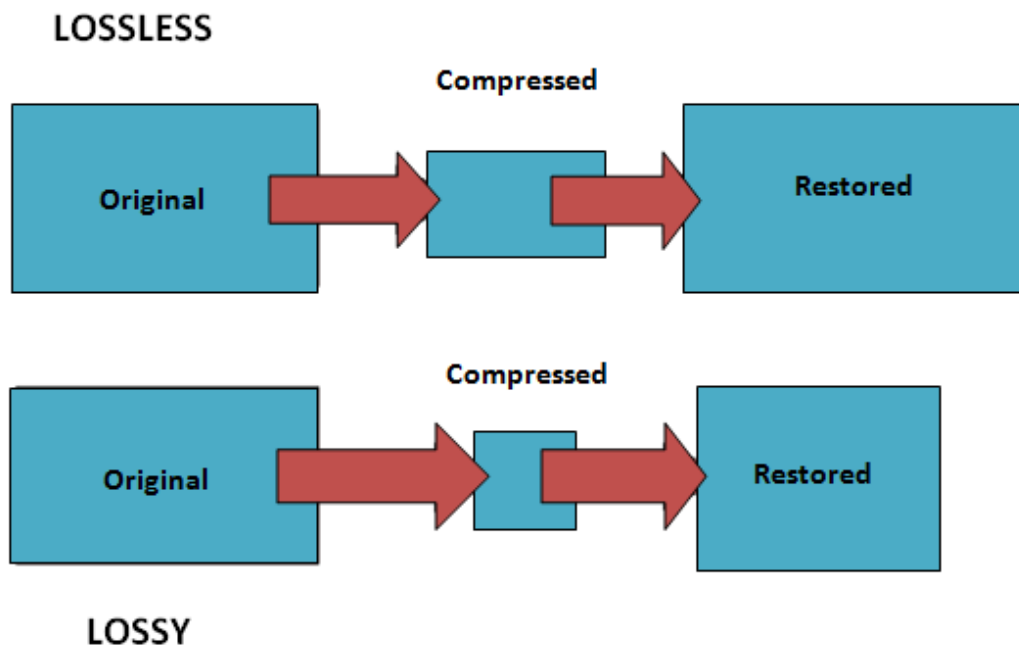 LOSSLESS
Compressed
Original
Restored
Compressed
Original
Restored
LOSSY